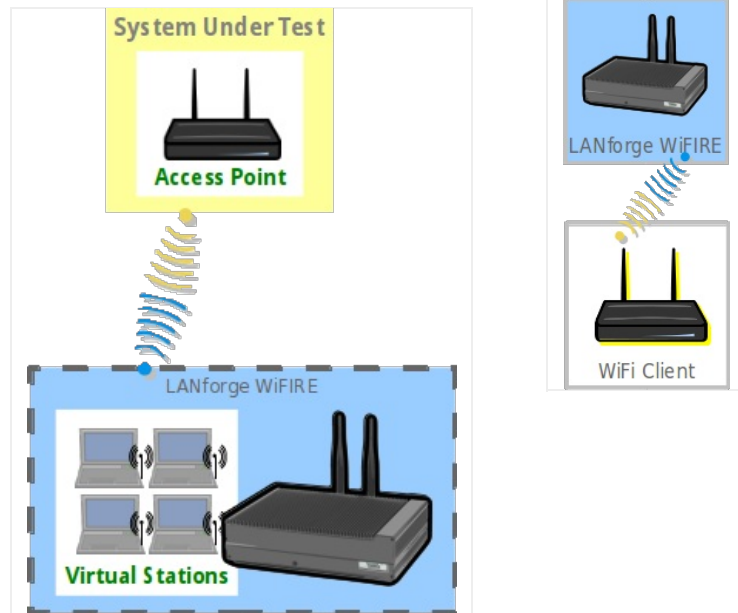 System Under Test
Access Point
LANforge WiFIRE
Virtual Stations
LANforge WiFIRE
WiFi Client